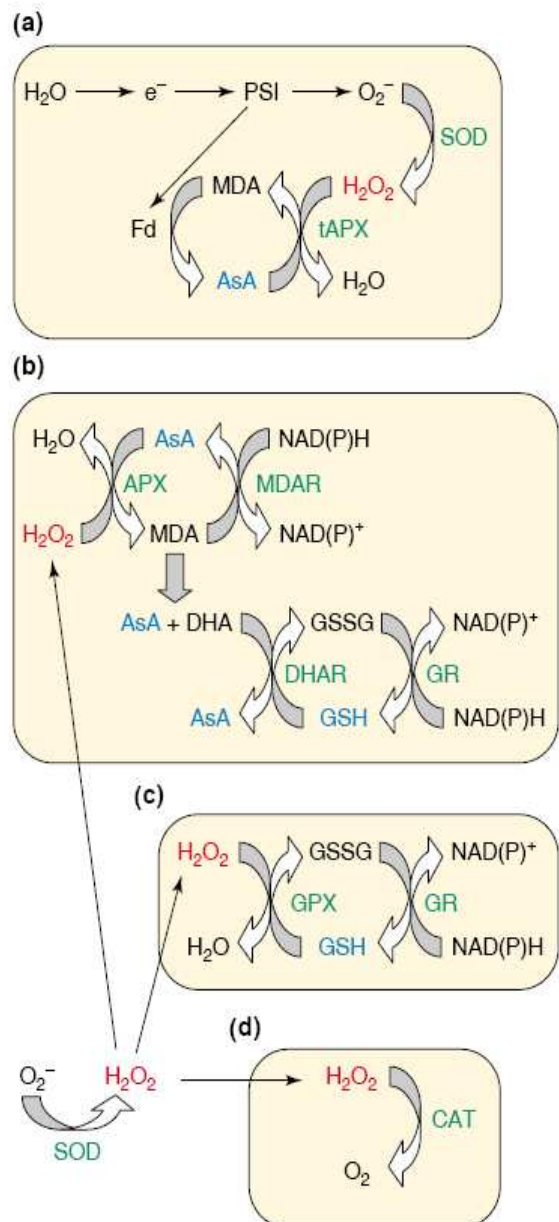 (a)
H₂O e⁻ PSI O₂⁻
SOD
MDA H₂O₂
Fd tAPX
AsA H₂O
(b)
H₂O AsA NAD(P)H
APX MDAR
H₂O₂ MDA NAD(P)⁺
AsA + DHA GSSG NAD(P)⁺
DHAR GR
AsA GSH NAD(P)H
(c)
H₂O₂ GSSG NAD(P)⁺
GPX GR
H₂O GSH NAD(P)H
(d)
O₂⁻ H₂O₂ H₂O₂
SOD CAT
O₂